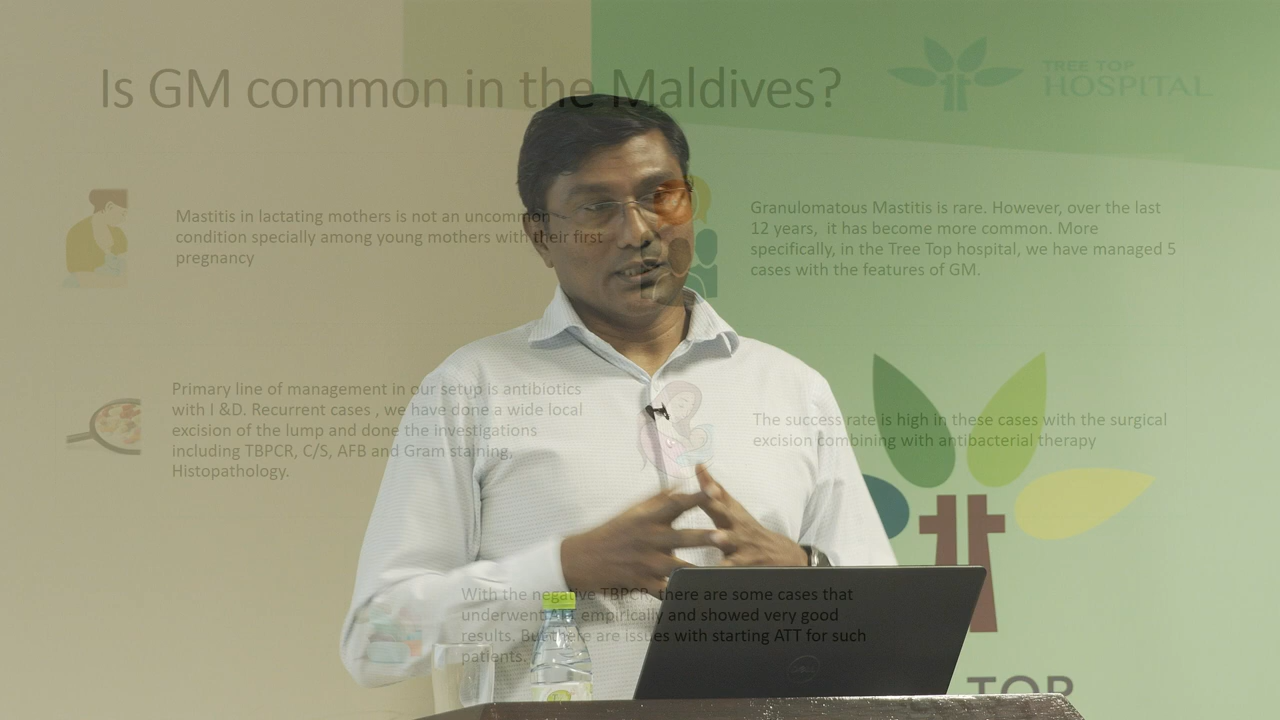 Is GM common in the Maldives?
TREE TOP
HOSPITAL
Mastitis in lactating mothers is not an uncommon
condition specially among young mothers with their first
pregnancy
Granulomatous Mastitis is rare. However, over the last
12 years, it has become more common. More
specifically, in the Tree Top hospital, we have managed 5
cases with the features of GM.
Primary line of management in our setup is antibiotics
with I &D. Recurrent cases , we have done a wide local
excision of the lump and done the investigations
including TBPCR, C/S, AFB and Gram staining,
Histopathology.
The success rate is high in these cases with the surgical
excision combining with antibacterial therapy
With the negative TBPCR, there are some cases that
underwent empirically and showed very good
results. But there are issues with starting ATT for such
patients.
DELL
TOP